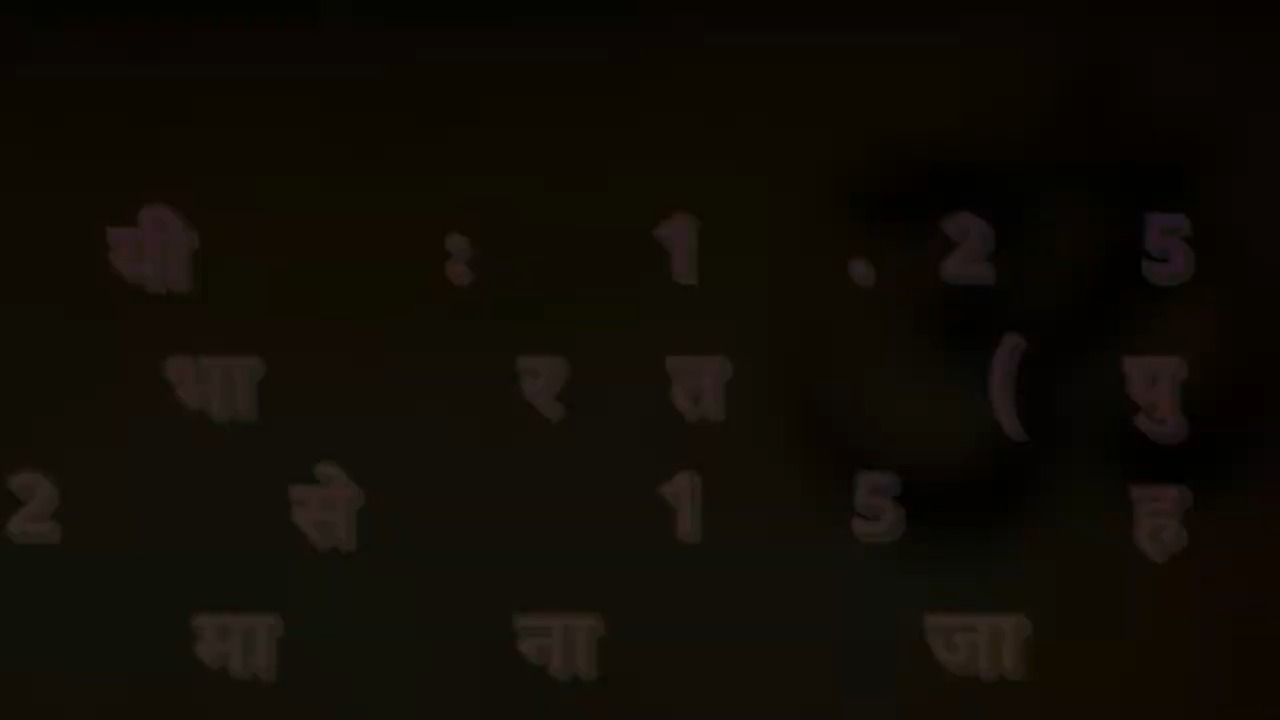 यी : 1 . 2 5
भा र त ( पु
2 से 1 5 ह
मा ना जा